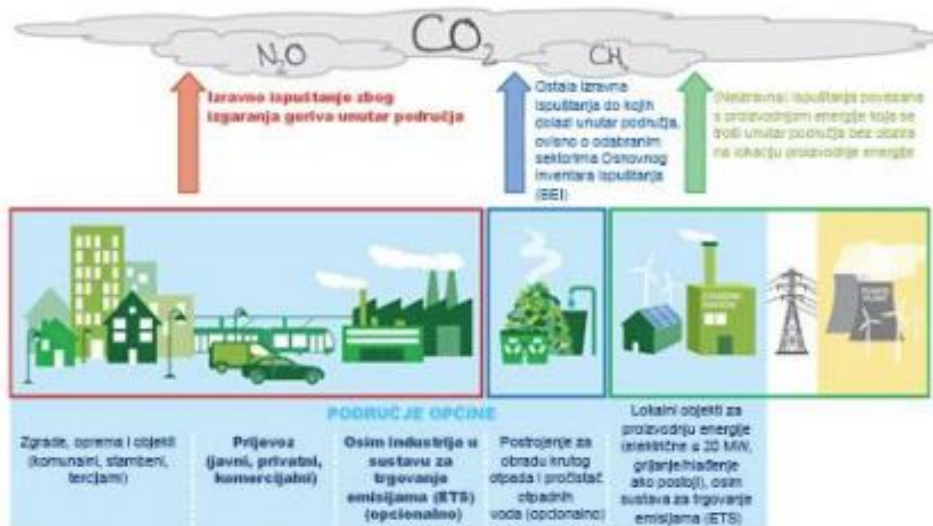 N₂O
CO₂
CH₄
Izravno ispuštanje zbog
izgaranja goriva unutar područja
Ostala izravna
ispuštanja do kojih
dolazi unutar područja,
ovisno o odabranim
sektorima Osnovnog
inventara ispuštanja
(BEI)
(Neizravna) ispuštanja povezana
s proizvodnjom energije koja se
troši unutar područja bez obzira
na lokaciju proizvodnje energije
PODRUČJE OPĆINE
Zgrade, oprema i objekti
(komunalni, stambeni,
tercijarni)
Prijevoz
(javni, privatni,
komercijalni)
Osim industrija u
sustavu za
trgovanje
emisijama (ETS)
(opcionalno)
Postrojenje za
obradu krutog
otpada i pročistač
otpadnih
voda (opcionalno)
Lokalni objekti za
proizvodnju energije
(električne ≤ 20 MW,
grijanje/hlađenje
ako postoji), osim
sustava za trgovanje
emisijama (ETS)